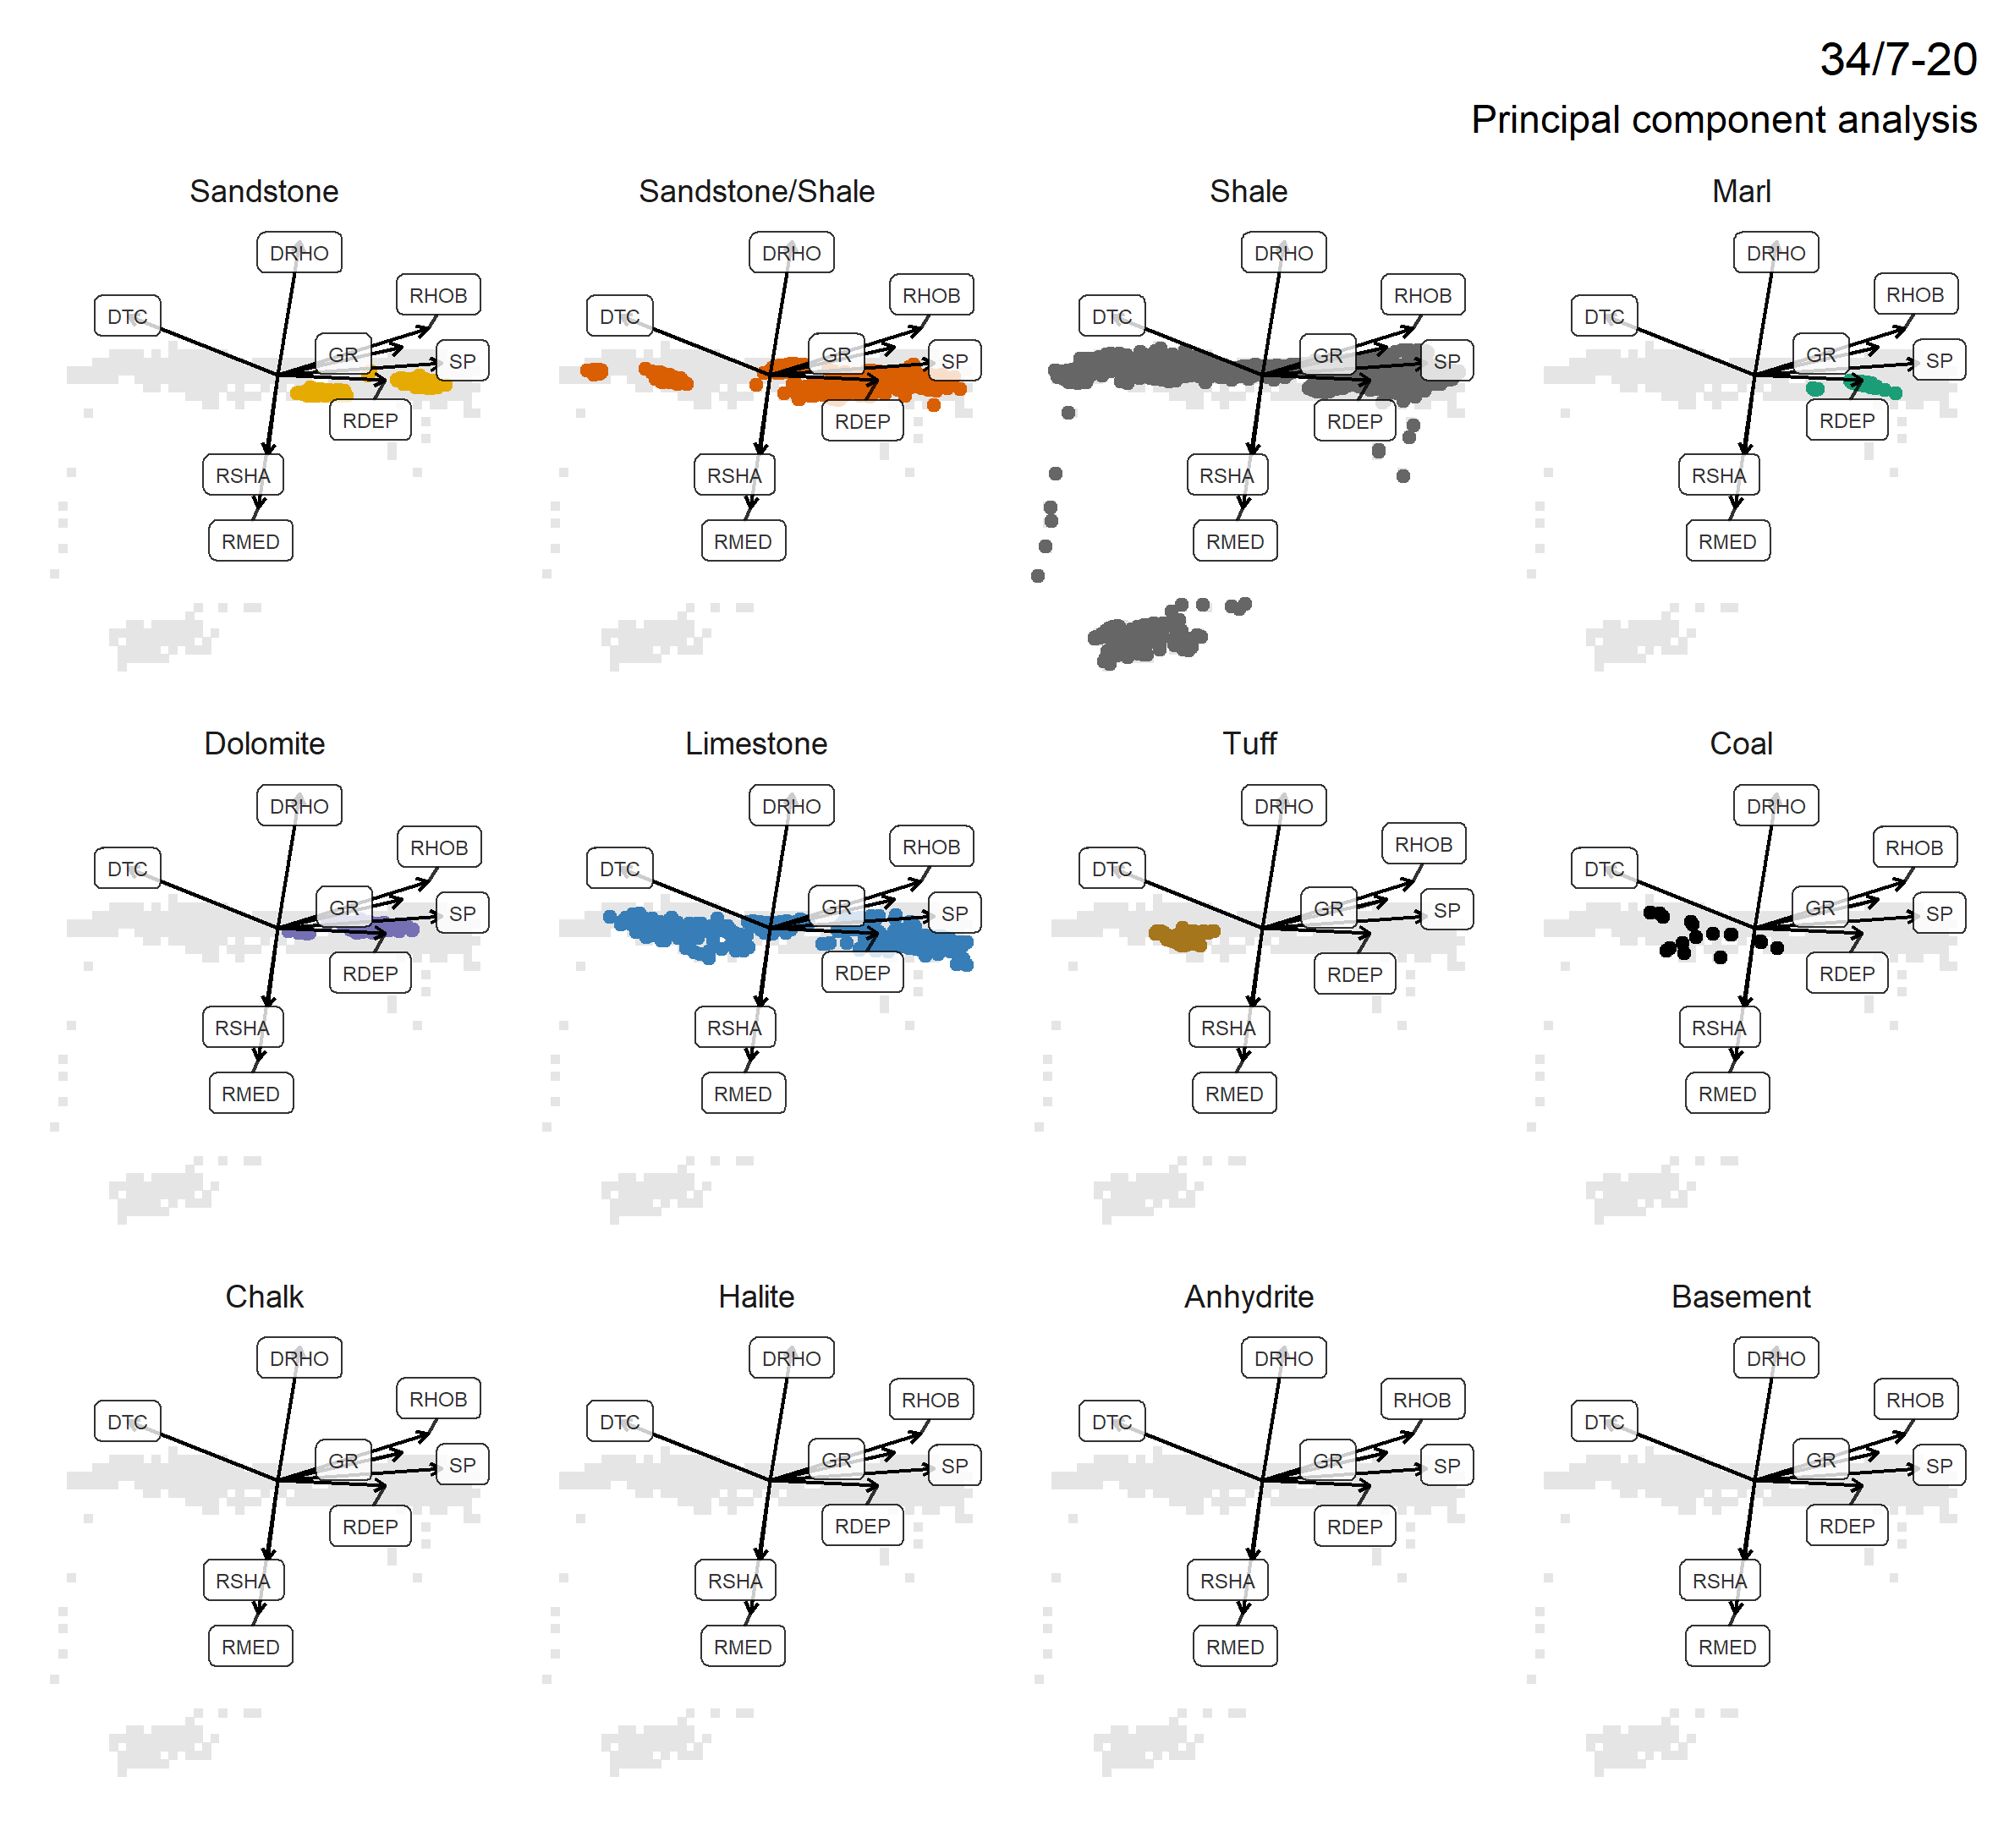 34/7-20
Principal component analysis
Sandstone
DRHO
RHOB
DTC
GR
SP
RDEP
RSHA
RMED
Sandstone/Shale
DRHO
RHOB
DTC
GR
SP
RDEP
RSHA
RMED
Shale
DRHO
RHOB
DTC
GR
SP
RDEP
RSHA
RMED
Marl
DRHO
RHOB
DTC
GR
SP
RDEP
RSHA
RMED
Dolomite
DRHO
RHOB
DTC
GR
SP
RDEP
RSHA
RMED
Limestone
DRHO
RHOB
DTC
GR
SP
RDEP
RSHA
RMED
Tuff
DRHO
RHOB
DTC
GR
SP
RDEP
RSHA
RMED
Coal
DRHO
RHOB
DTC
GR
SP
RDEP
RSHA
RMED
Chalk
DRHO
RHOB
DTC
GR
SP
RDEP
RSHA
RMED
Halite
DRHO
RHOB
DTC
GR
SP
RDEP
RSHA
RMED
Anhydrite
DRHO
RHOB
DTC
GR
SP
RDEP
RSHA
RMED
Basement
DRHO
RHOB
DTC
GR
SP
RDEP
RSHA
RMED